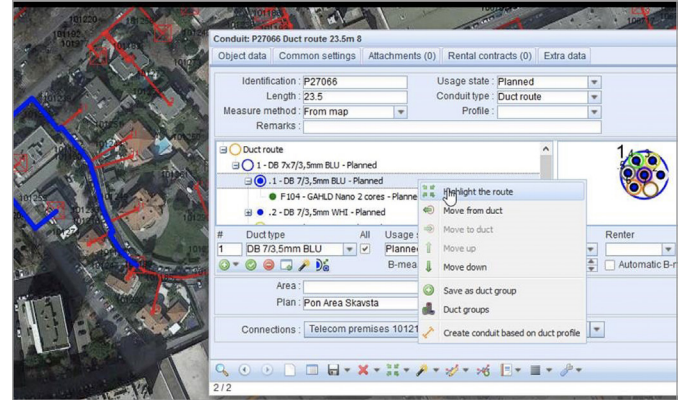 Conduit: P27066 Duct route 23.5m 8
Object data Common settings Attachments (0) Rental contracts (0) Extra data
Identification : P27066 Usage state : Planned
Length : 23.5 Conduit type : Duct route
Measure method : From map Profile :
Remarks :
Duct route
1 - DB 7x7/3,5mm BLU - Planned
.1 - DB 7/3,5mm BLU - Planned
F104 - GAHLD Nano 2 cores - Planne
.2 - DB 7/3,5mm WHI - Planned
Highlight the route
Move from duct
Move to duct
Move up
Move down
Save as duct group
Duct groups
Create conduit based on duct profile
# Duct type All Usage Renter
1 DB 7/3,5mm BLU Planne
B-mea Automatic B-r
Area :
Plan : Pon Area Skavsta
Connections : Telecom premises 10121
2 / 2